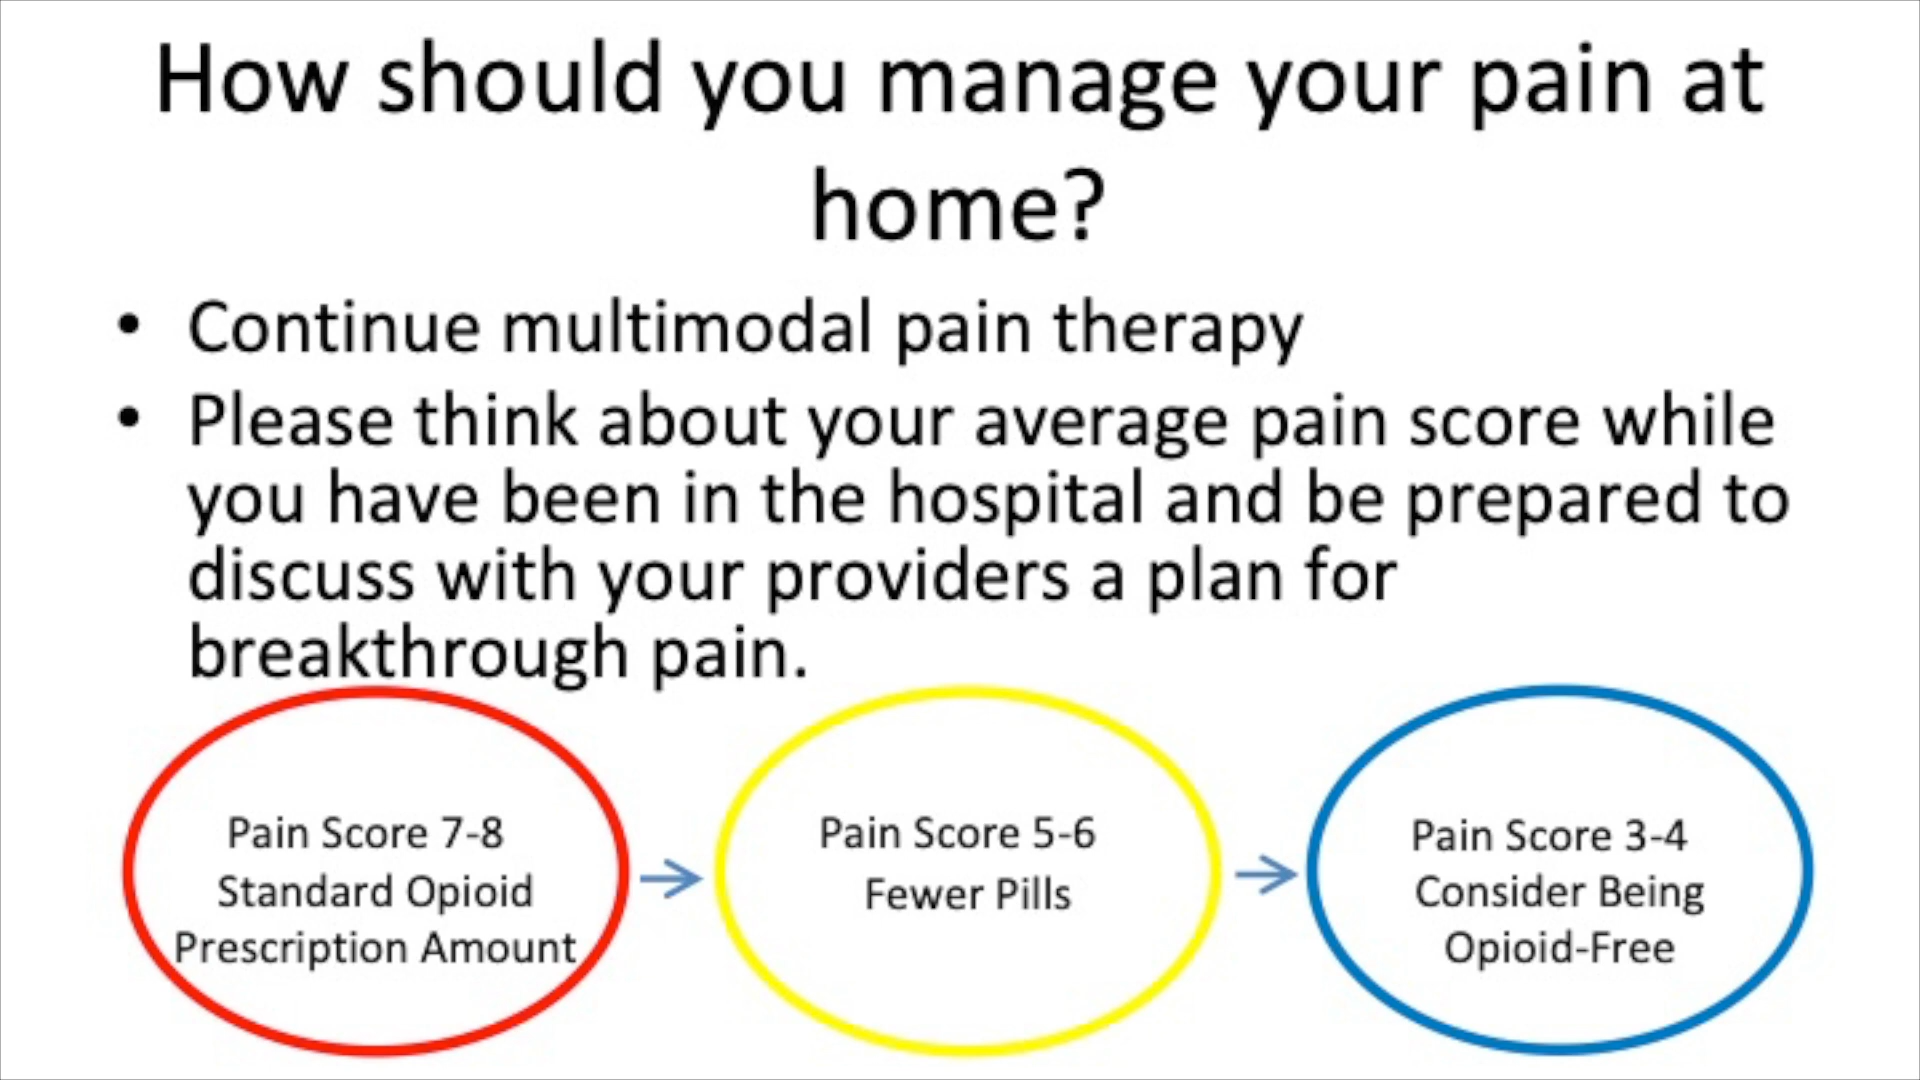 How should you manage your pain at
home?
• Continue multimodal pain therapy
• Please think about your average pain score while
you have been in the hospital and be prepared to
discuss with your providers a plan for
breakthrough pain.
Pain Score 7-8
Standard Opioid
Prescription Amount
Pain Score 5-6
Fewer Pills
Pain Score 3-4
Consider Being
Opioid-Free